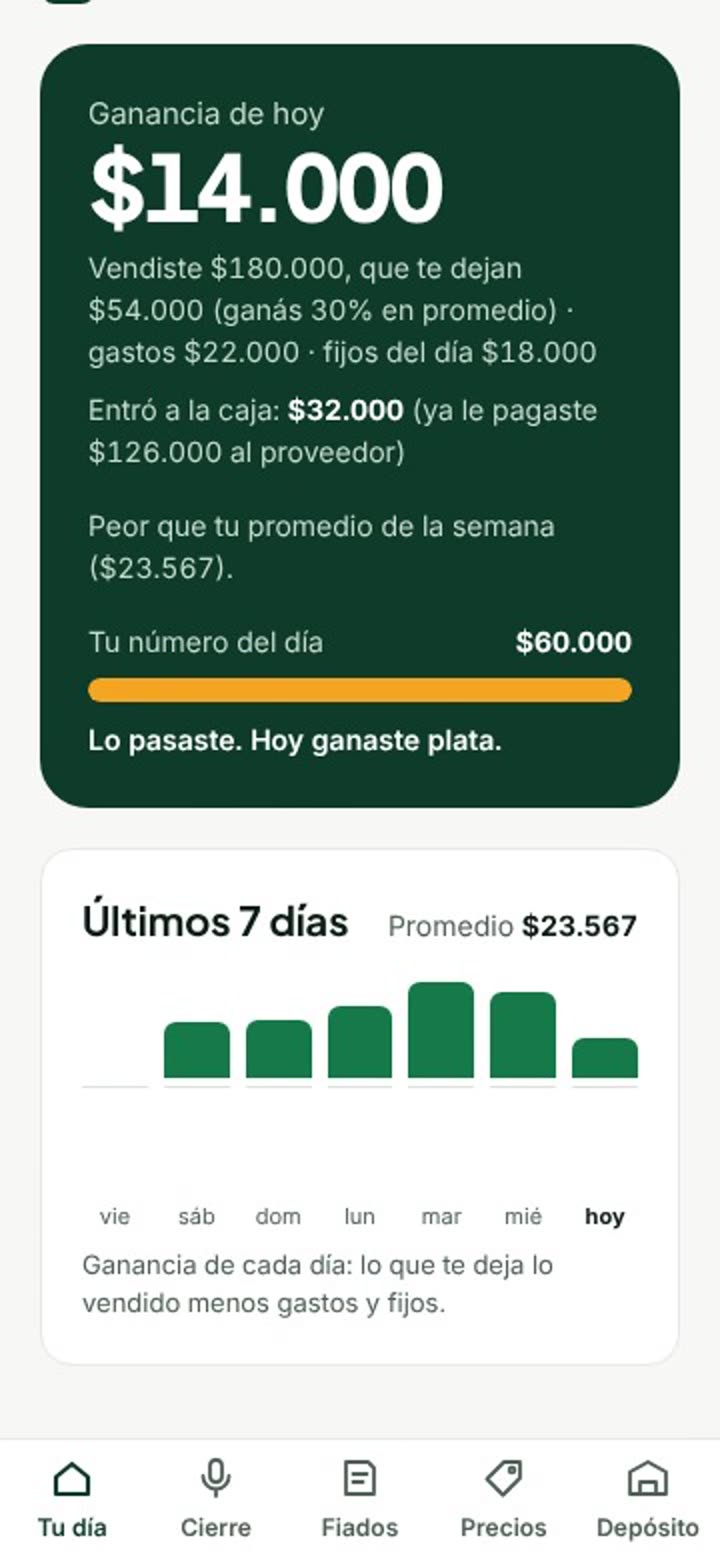 Ganancia de hoy
$14.000
Vendiste $180.000, que te dejan
$54.000 (ganás 30% en promedio) ·
gastos $22.000 · fijos del día $18.000
Entró a la caja: $32.000 (ya le pagaste
$126.000 al proveedor)
Peor que tu promedio de la semana
($23.567).
Tu número del día $60.000
Lo pasaste. Hoy ganaste plata.
Últimos 7 días Promedio $23.567
vie sáb dom lun mar mié hoy
Ganancia de cada día: lo que te deja lo
vendido menos gastos y fijos.
Tu día Cierre Fiados Precios Depósito